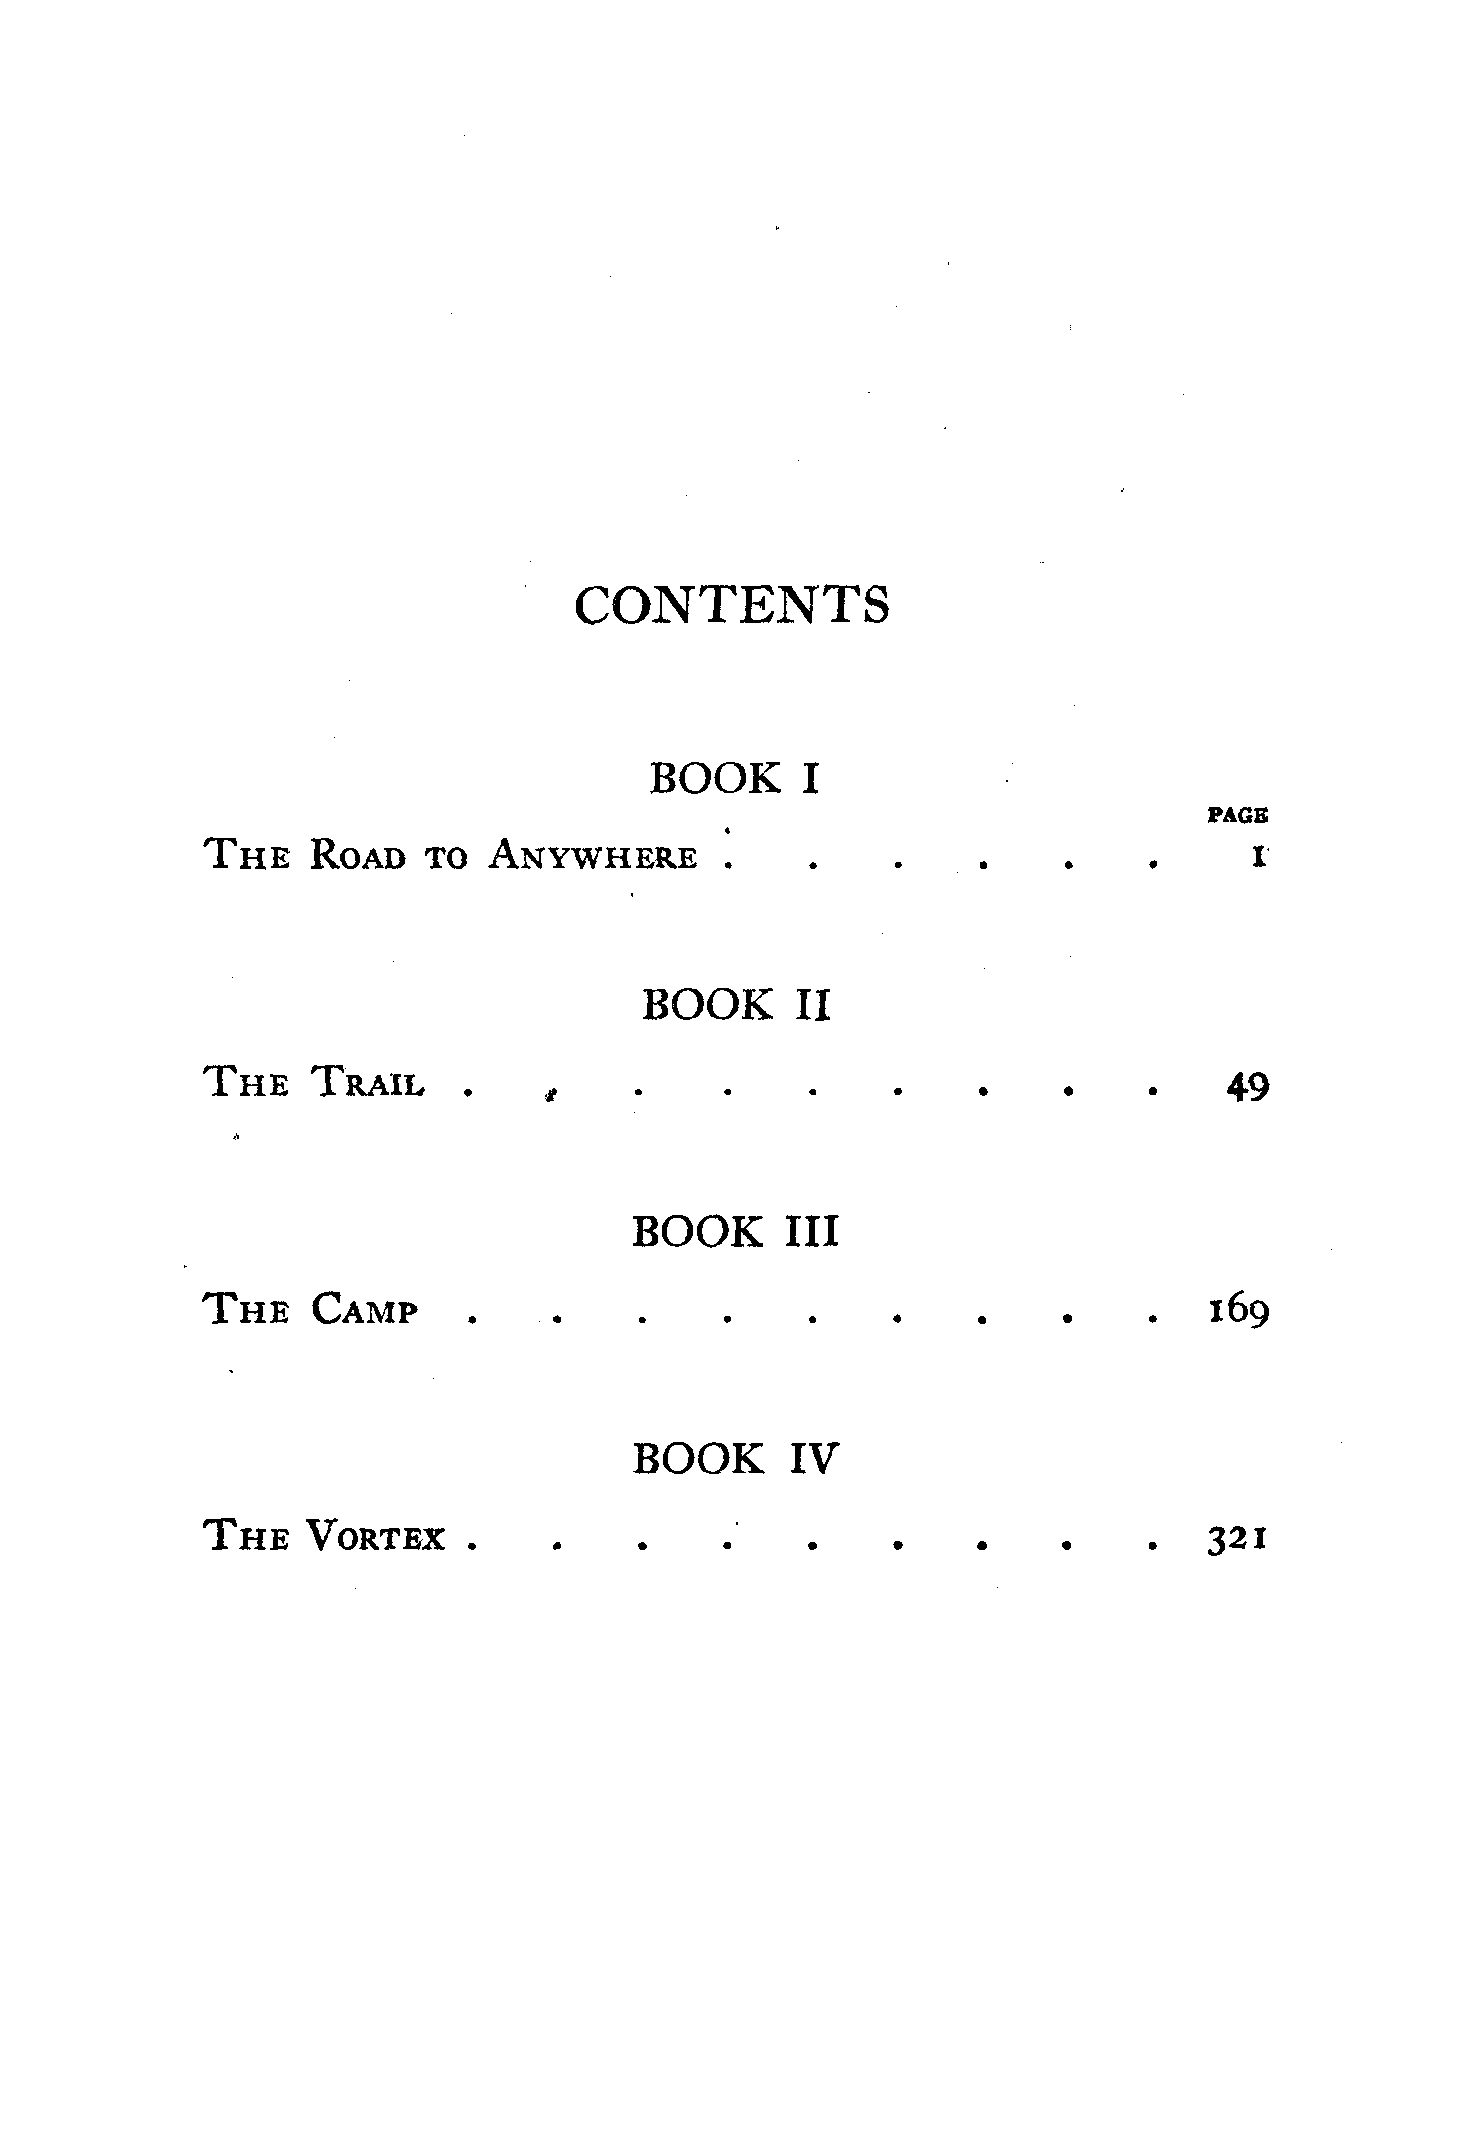 CONTENTS
BOOK I
PAGE
The Road to Anywhere . . . . . . 1
BOOK II
The Trail . . . . . . . . . 49
BOOK III
The Camp . . . . . . . . . 169
BOOK IV
The Vortex . . . . . . . . . 321